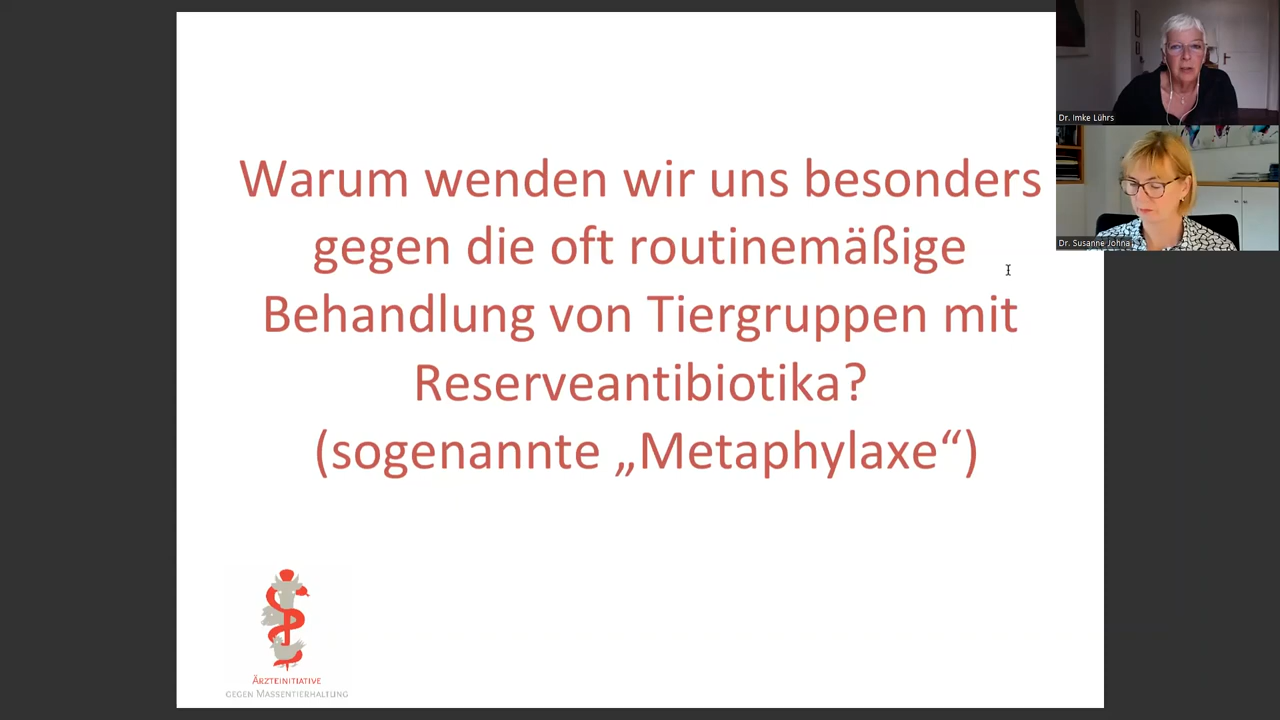 Warum wenden wir uns besonders
gegen die oft routinemäßige
Behandlung von Tiergruppen mit
Reserveantibiotika?
(sogenannte „Metaphylaxe“)
ÄRZTEINITIATIVE
GEGEN MASSENTIERHALTUNG
Dr. Imke Lührs
Dr. Susanne Johna